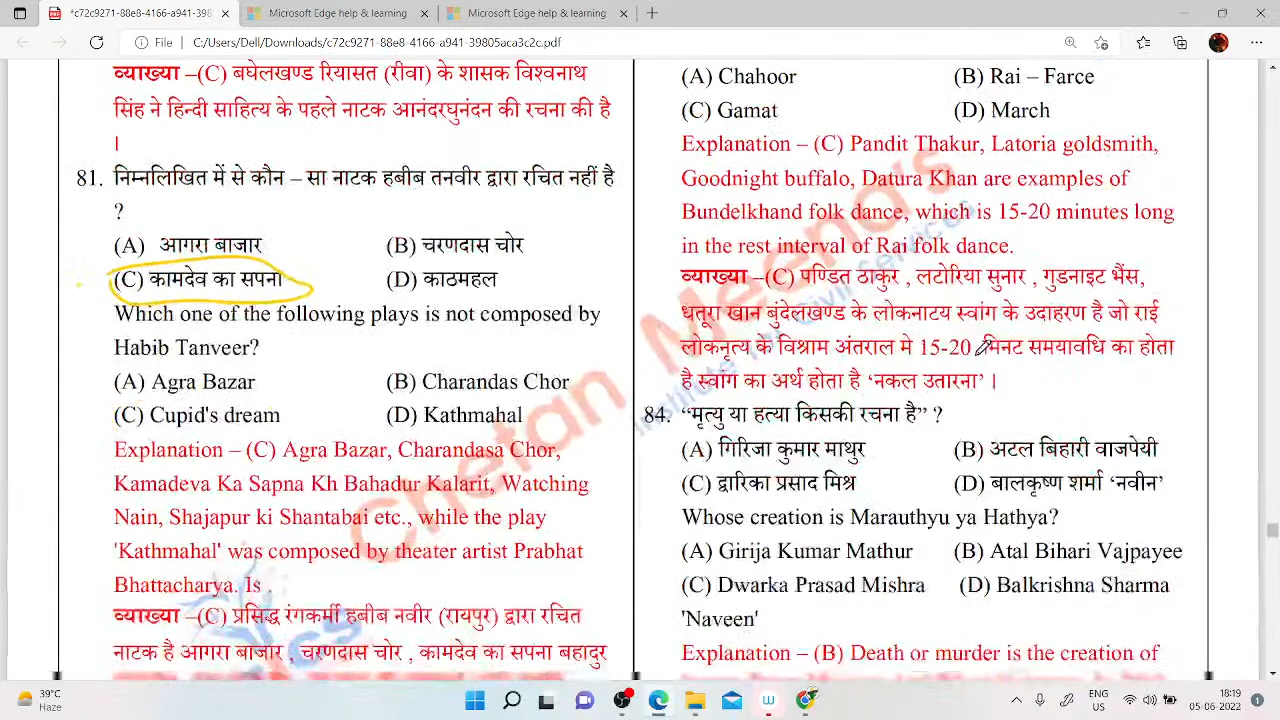 *c72c9271-88e8-4166-a941-39805
Microsoft Edge help & learning
Microsoft Edge help & learning
File
C:/Users/Dell/Downloads/c72c9271-88e8-4166-a941-39805aca3c2c.pdf
व्याख्या –(C) बघेलखण्ड रियासत (रीवा) के शासक विश्वनाथ
सिंह ने हिन्दी साहित्य के पहले नाटक आनंदरघुनंदन की रचना की है
।
81. निम्नलिखित में से कौन – सा नाटक हबीब तनवीर द्वारा रचित नहीं है
?
(A) आगरा बाजार (B) चरणदास चोर
(C) कामदेव का सपना (D) काठमहल
Which one of the following plays is not composed by
Habib Tanveer?
(A) Agra Bazar (B) Charandas Chor
(C) Cupid's dream (D) Kathmahal
Explanation – (C) Agra Bazar, Charandasa Chor,
Kamadeva Ka Sapna Kh Bahadur Kalarit, Watching
Nain, Shajapur ki Shantabai etc., while the play
'Kathmahal' was composed by theater artist Prabhat
Bhattacharya. Is .
व्याख्या –(C) प्रसिद्ध रंगकर्मी हबीब नवीर (रायपुर) द्वारा रचित
नाटक है आगरा बाजार , चरणदास चोर , कामदेव का सपना बहादुर
(A) Chahoor (B) Rai – Farce
(C) Gamat (D) March
Explanation – (C) Pandit Thakur, Latoria goldsmith,
Goodnight buffalo, Datura Khan are examples of
Bundelkhand folk dance, which is 15-20 minutes long
in the rest interval of Rai folk dance.
व्याख्या –(C) पण्डित ठाकुर , लटोरिया सुनार , गुडनाइट भैंस,
धतूरा खान बुंदेलखण्ड के लोकनाटय स्वांग के उदाहरण है जो राई
लोकनृत्य के विश्राम अंतराल मे 15-20 मिनट समयावधि का होता
है स्वांग का अर्थ होता है ‘नकल उतारना’ ।
84. “मृत्यु या हत्या किसकी रचना है” ?
(A) गिरिजा कुमार माथुर (B) अटल बिहारी वाजपेयी
(C) द्वारिका प्रसाद मिश्र (D) बालकृष्ण शर्मा ‘नवीन’
Whose creation is Marauthyu ya Hathya?
(A) Girija Kumar Mathur (B) Atal Bihari Vajpayee
(C) Dwarka Prasad Mishra (D) Balkrishna Sharma
'Naveen'
Explanation – (B) Death or murder is the creation of
Chetan Meena's
Institute for Civil Services
39°C
Haze
ENG
US
18:19
05-06-2022